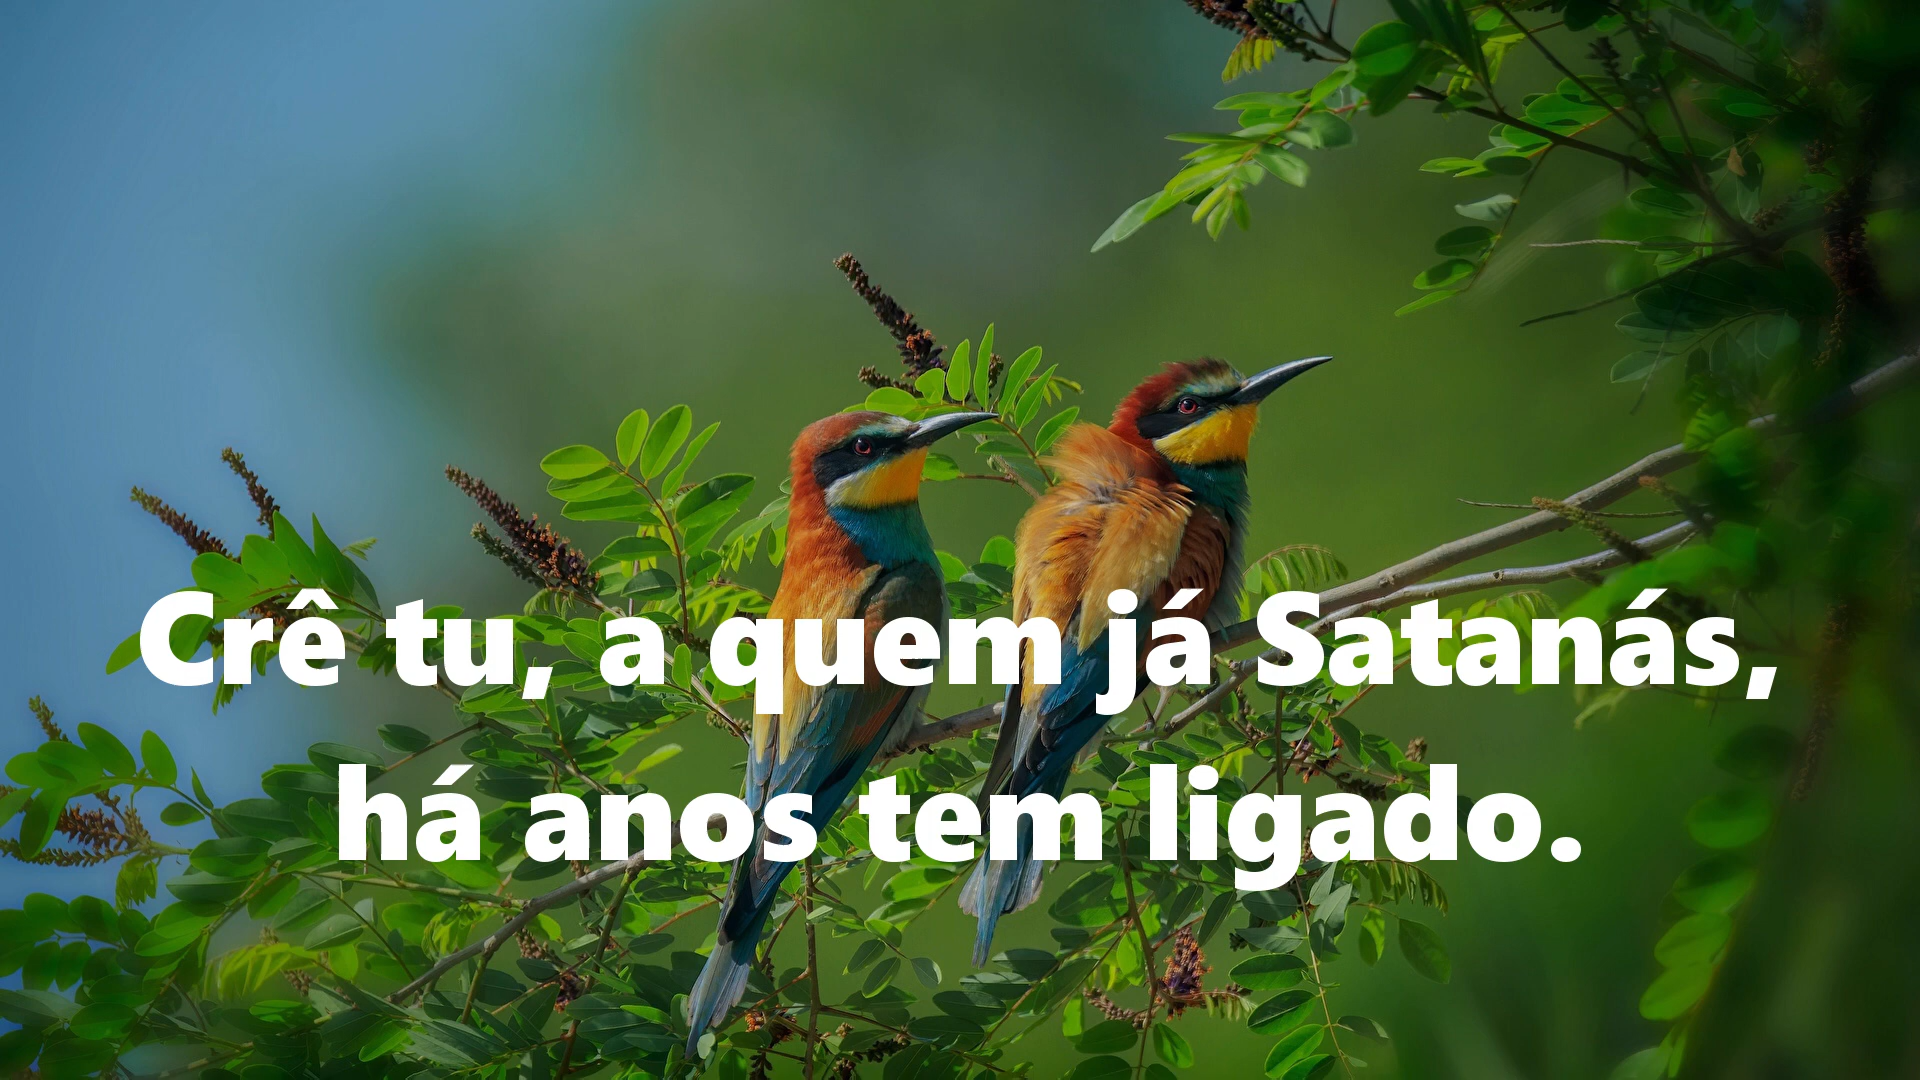 Crê tu, a quem já Satanás,
há anos tem ligado.